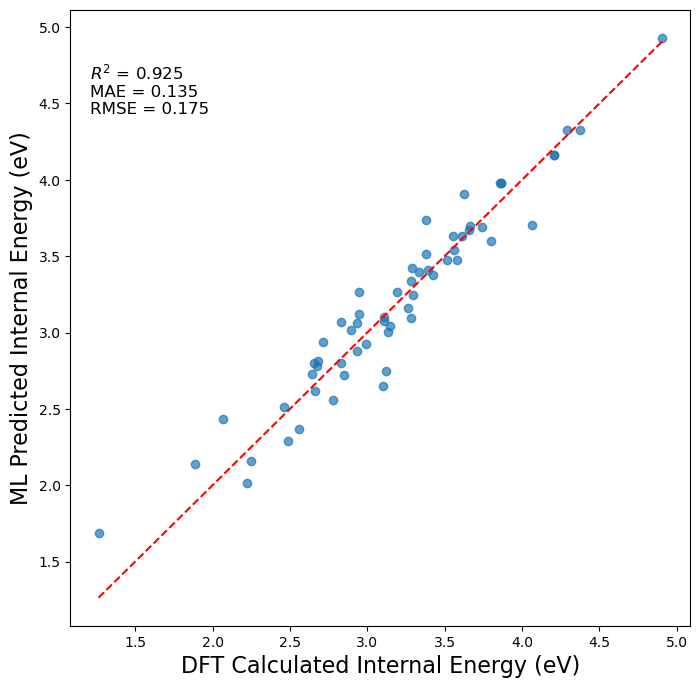 5.0
4.5
4.0
3.5
3.0
2.5
2.0
1.5
R² = 0.925
MAE = 0.135
RMSE = 0.175
ML Predicted Internal Energy (eV)
1.5 2.0 2.5 3.0 3.5 4.0 4.5 5.0
DFT Calculated Internal Energy (eV)